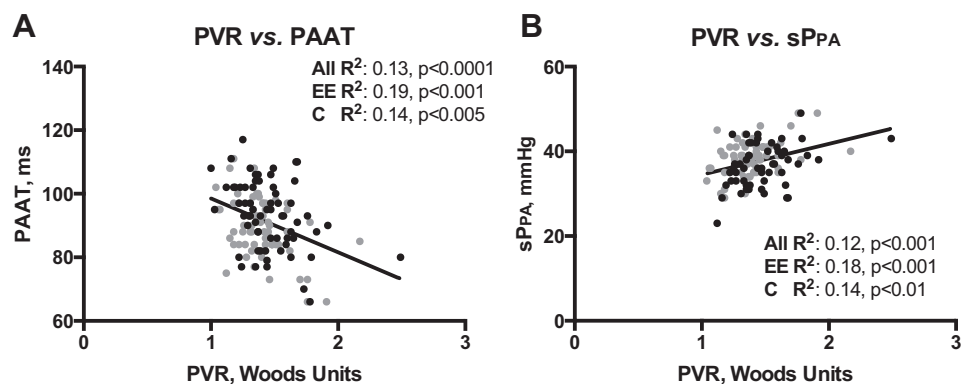 A
PVR vs. PAAT
All R²: 0.13, p<0.0001
EE R²: 0.19, p<0.001
C R²: 0.14, p<0.005
140
120
100
80
60
PAAT, ms
0
1
2
3
PVR, Woods Units
B
PVR vs. sPPA
60
40
20
0
sPPA, mmHg
All R²: 0.12, p<0.001
EE R²: 0.18, p<0.001
C R²: 0.14, p<0.01
0
1
2
3
PVR, Woods Units